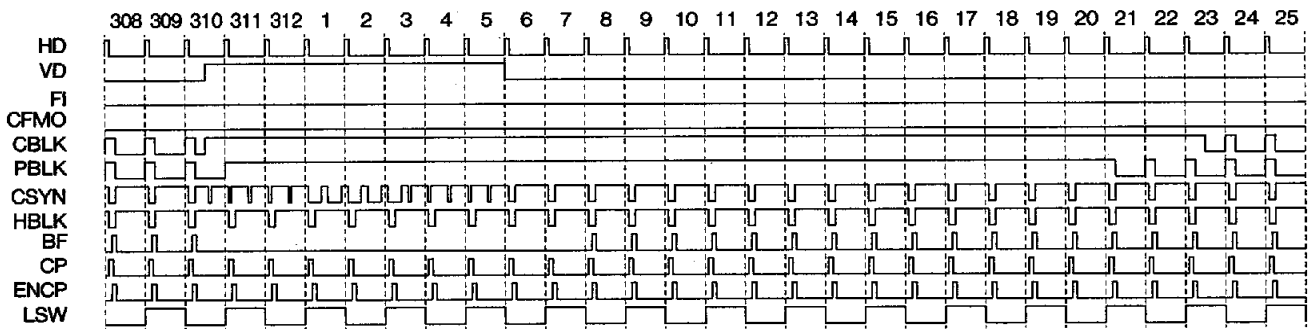 308 309 310 311 312 1 2 3 4 5 6 7 8 9 10 11 12 13 14 15 16 17 18 19 20 21 22 23 24 25
HD
VD
FI
CFMO
CBLK
PBLK
CSYN
HBLK
BF
CP
ENCP
LSW